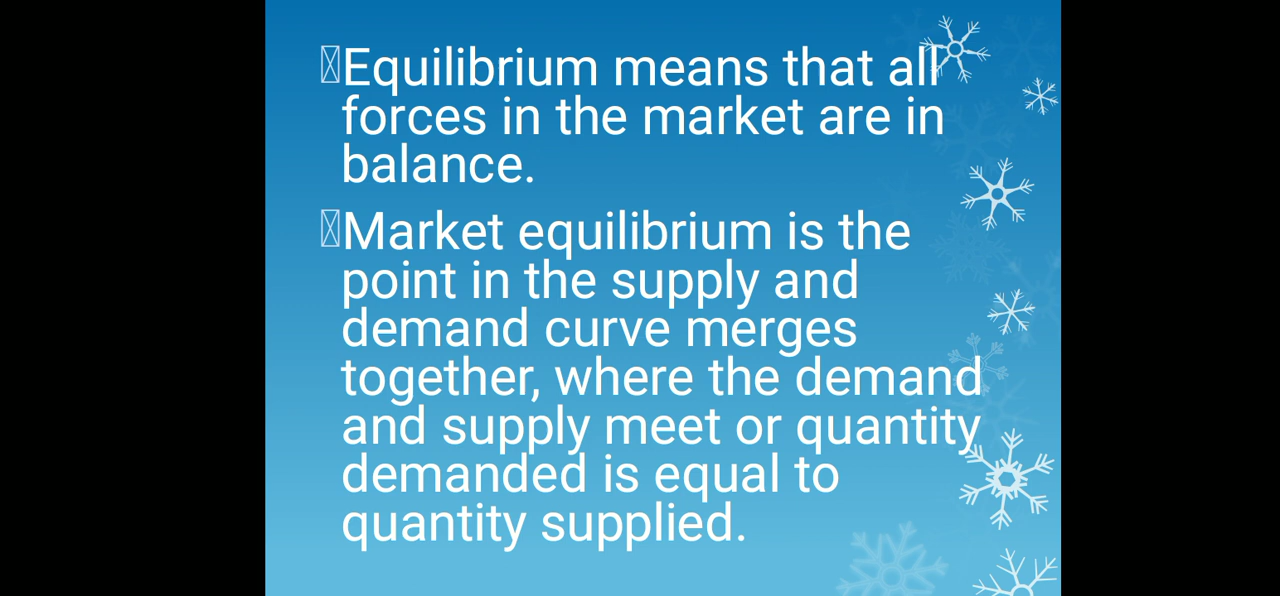 Equilibrium means that all
forces in the market are in
balance.
Market equilibrium is the
point in the supply and
demand curve merges
together, where the demand
and supply meet or quantity
demanded is equal to
quantity supplied.